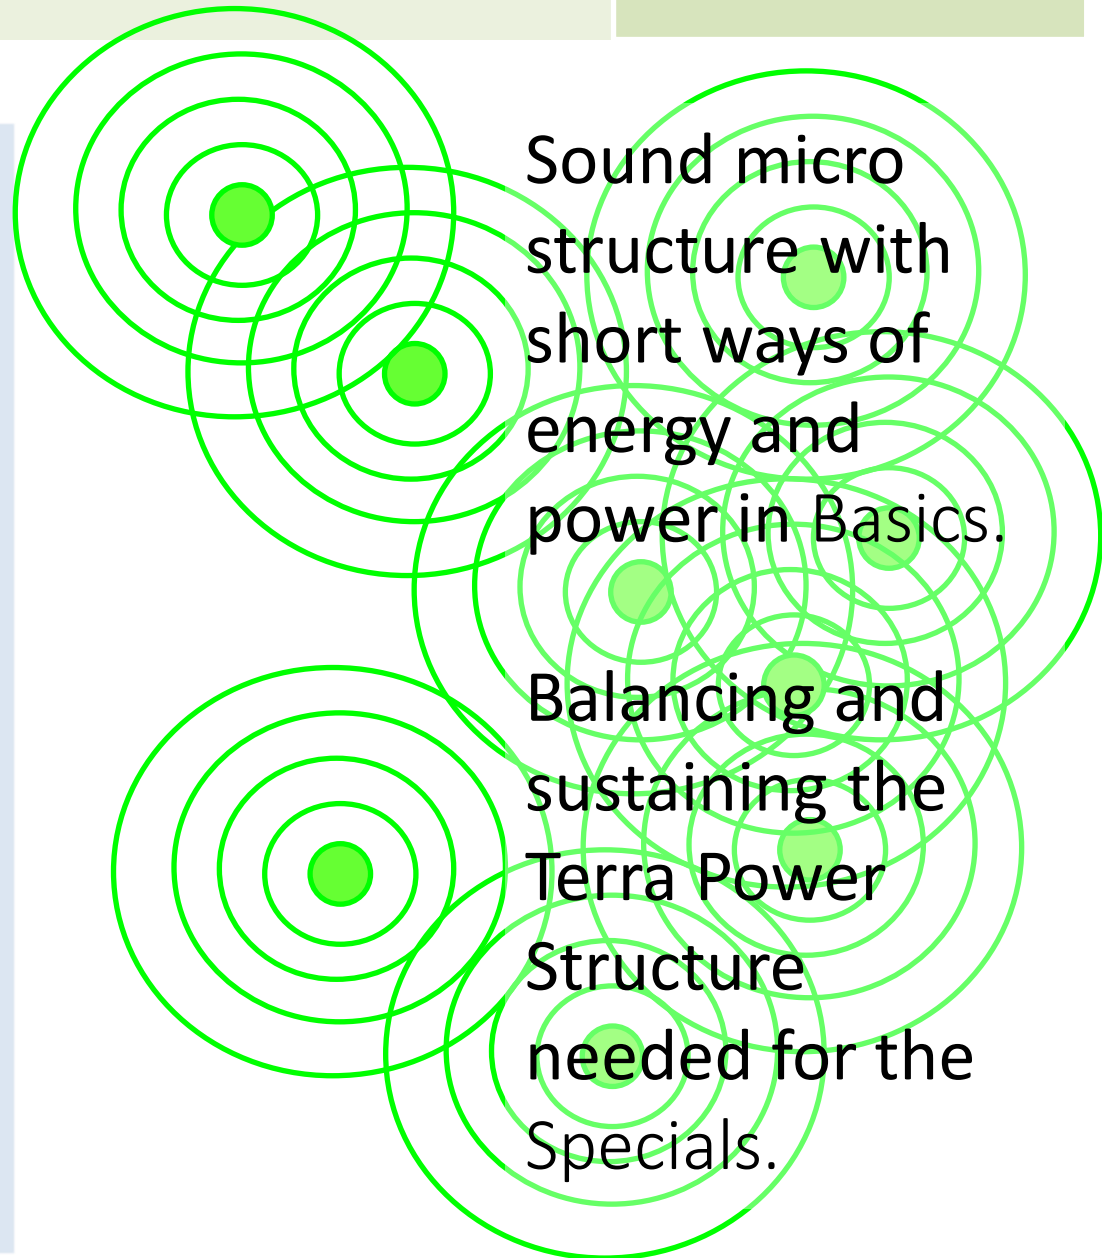 Sound micro
structure with
short ways of
energy and
power in Basics.
Balancing and
sustaining the
Terra Power
Structure
needed for the
Specials.